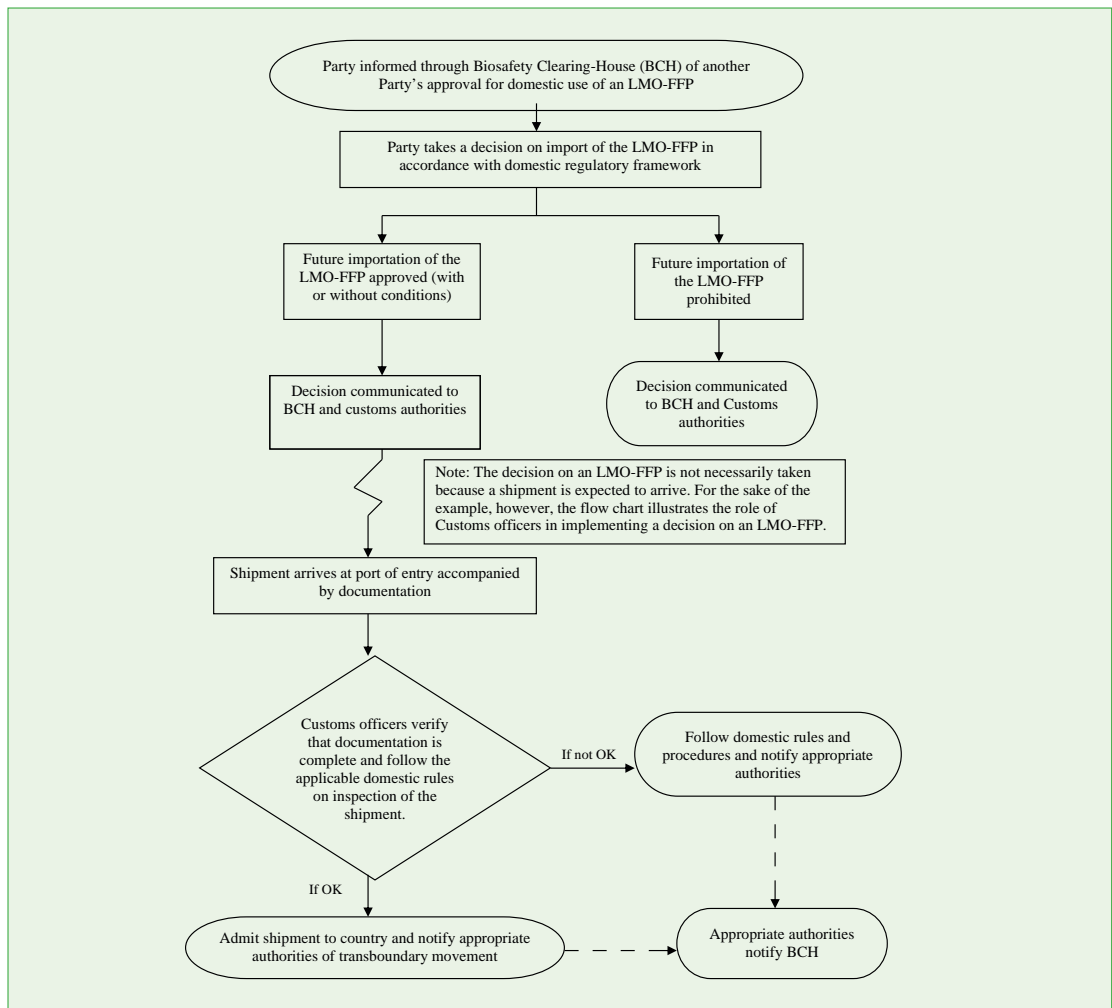 Party informed through Biosafety Clearing-House (BCH) of another
Party's approval for domestic use of an LMO-FFP
Party takes a decision on import of the LMO-FFP in
accordance with domestic regulatory framework
Future importation of the
LMO-FFP approved (with
or without conditions)
Future importation of
the LMO-FFP
prohibited
Decision communicated to
BCH and customs authorities
Decision communicated
to BCH and Customs
authorities
Note: The decision on an LMO-FFP is not necessarily taken
because a shipment is expected to arrive. For the sake of the
example, however, the flow chart illustrates the role of
Customs officers in implementing a decision on an LMO-FFP.
Shipment arrives at port of entry accompanied
by documentation
Customs officers verify
that documentation is
complete and follow the
applicable domestic rules
on inspection of the
shipment.
If not OK
Follow domestic rules and
procedures and notify appropriate
authorities
If OK
Admit shipment to country and notify appropriate
authorities of transboundary movement
Appropriate authorities
notify BCH